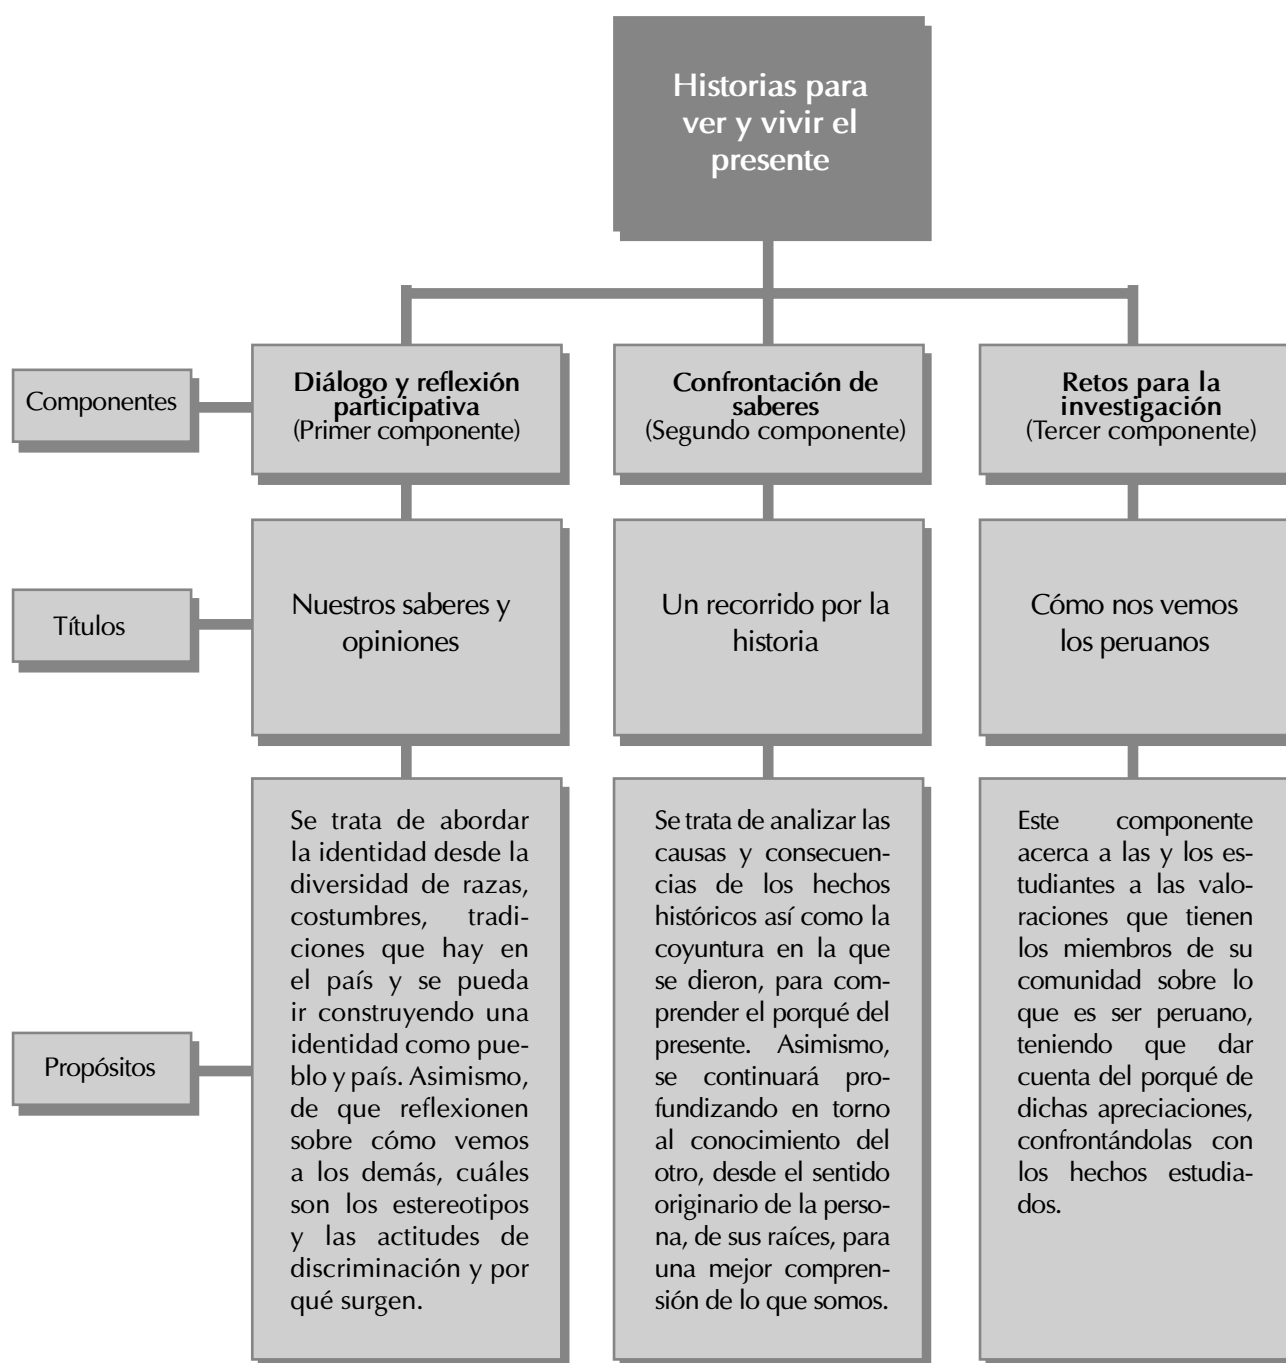 Historias para
ver y vivir el
presente
Componentes
Diálogo y reflexión
participativa
(Primer componente)
Confrontación de
saberes
(Segundo componente)
Retos para la
investigación
(Tercer componente)
Títulos
Nuestros saberes y
opiniones
Un recorrido por la
historia
Cómo nos vemos
los peruanos
Propósitos
Se trata de abordar
la identidad desde la
diversidad de razas,
costumbres, tradi-
ciones que hay en
el país y se pueda
ir construyendo una
identidad como pue-
blo y país. Asimismo,
de que reflexionen
sobre cómo vemos
a los demás, cuáles
son los estereotipos
y las actitudes de
discriminación y por
qué surgen.
Se trata de analizar las
causas y consecuen-
cias de los hechos
históricos así como la
coyuntura en la que
se dieron, para com-
prender el porqué del
presente. Asimismo,
se continuará pro-
fundizando en torno
al conocimiento del
otro, desde el sentido
originario de la perso-
na, de sus raíces, para
una mejor compren-
sión de lo que somos.
Este componente
acerca a las y los es-
tudiantes a las valo-
raciones que tienen
los miembros de su
comunidad sobre lo
que es ser peruano,
teniendo que dar
cuenta del porqué de
dichas apreciaciones,
confrontándolas con
los hechos estudia-
dos.